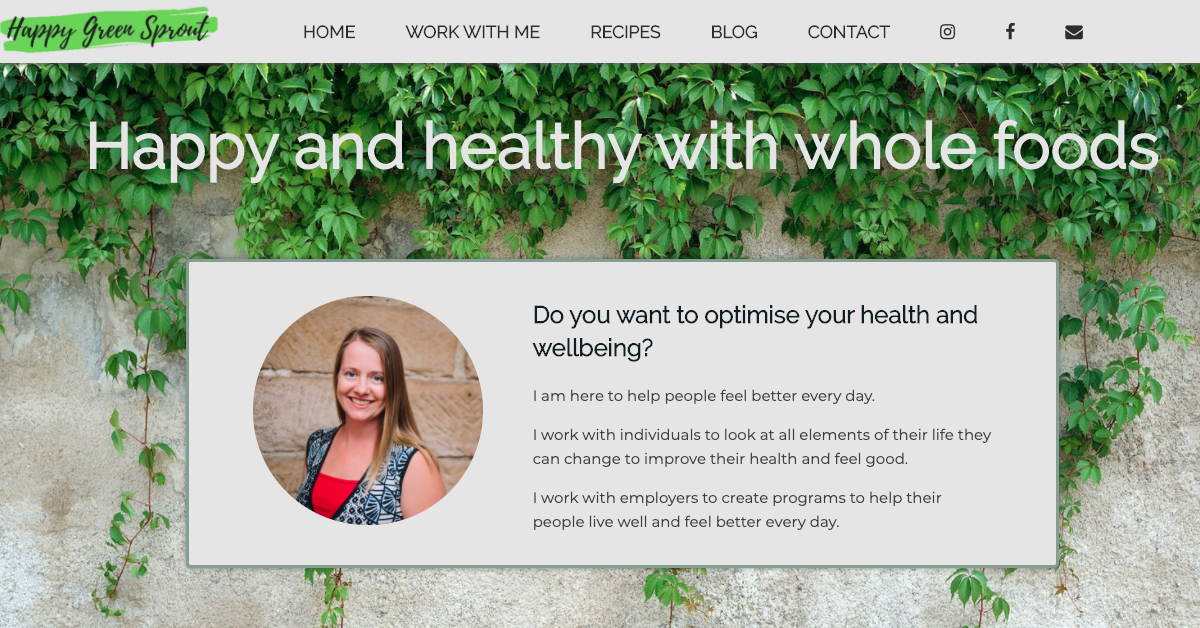 Happy Green Sprout
HOME
WORK WITH ME
RECIPES
BLOG
CONTACT
Happy and healthy with whole foods
Do you want to optimise your health and
wellbeing?
I am here to help people feel better every day.
I work with individuals to look at all elements of their life they
can change to improve their health and feel good.
I work with employers to create programs to help their
people live well and feel better every day.